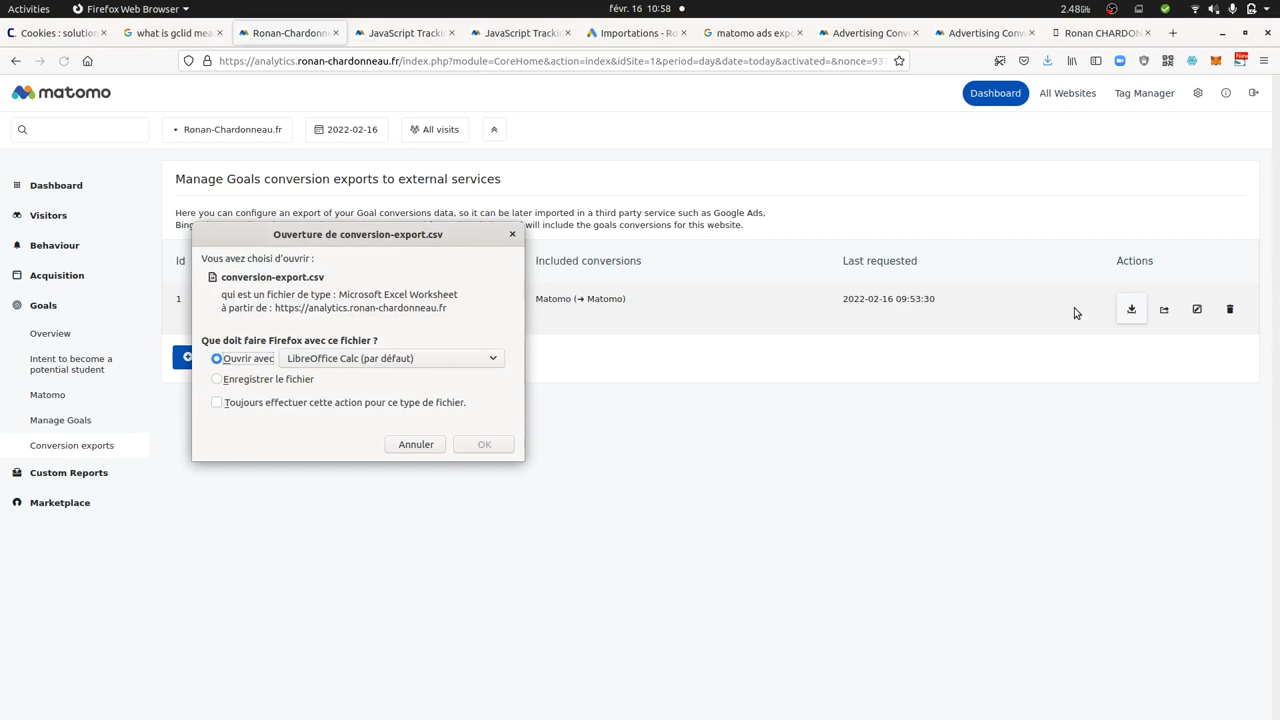 Activities
Firefox Web Browser
févr. 16 10:58
2.48GHz
Cookies : solution
what is gclid mea
Ronan-Chardonne
JavaScript Tracki
JavaScript Trackin
Importations - Ro
matomo ads expo
Advertising Conv
Advertising Conv
Ronan CHARDON
https://analytics.ronan-chardonneau.fr/index.php?module=CoreHome&action=index&idSite=1&period=day&date=today&activated=&nonce=93
New
matomo
Dashboard
All Websites
Tag Manager
Ronan-Chardonneau.fr
2022-02-16
All visits
Dashboard
Visitors
Behaviour
Acquisition
Goals
Overview
Intent to become a
potential student
Matomo
Manage Goals
Conversion exports
Custom Reports
Marketplace
Manage Goals conversion exports to external services
Here you can configure an export of your Goal conversions data, so it can be later imported in a third party service such as Google Ads,
Bing
will include the goals conversions for this website.
Id
Included conversions
Last requested
Actions
1
Matomo (➔ Matomo)
2022-02-16 09:53:30
Ouverture de conversion-export.csv
Vous avez choisi d'ouvrir :
conversion-export.csv
qui est un fichier de type : Microsoft Excel Worksheet
à partir de : https://analytics.ronan-chardonneau.fr
Que doit faire Firefox avec ce fichier ?
Ouvrir avec
LibreOffice Calc (par défaut)
Enregistrer le fichier
Toujours effectuer cette action pour ce type de fichier.
Annuler
OK